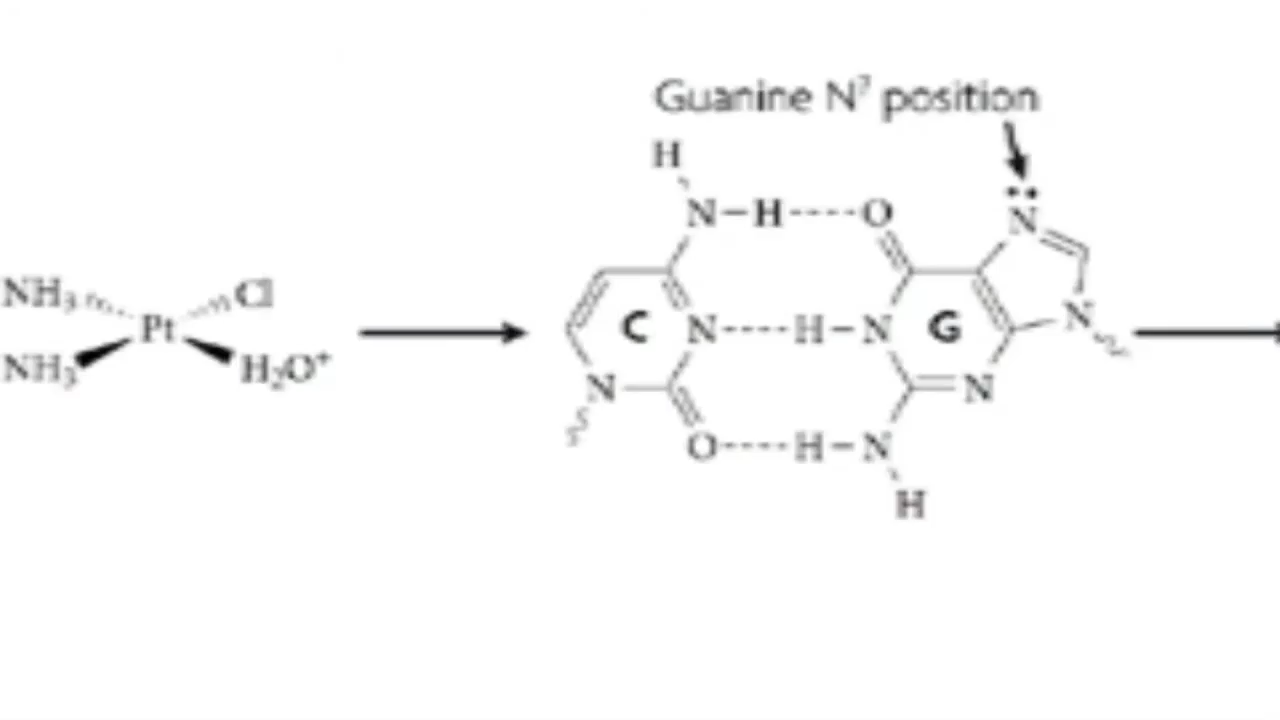 Guanine N⁷ position
H
N–H O N
NH₃ Cl
Pt C N H–N G N
NH₃ H₂O⁺
N N
O H–N
H